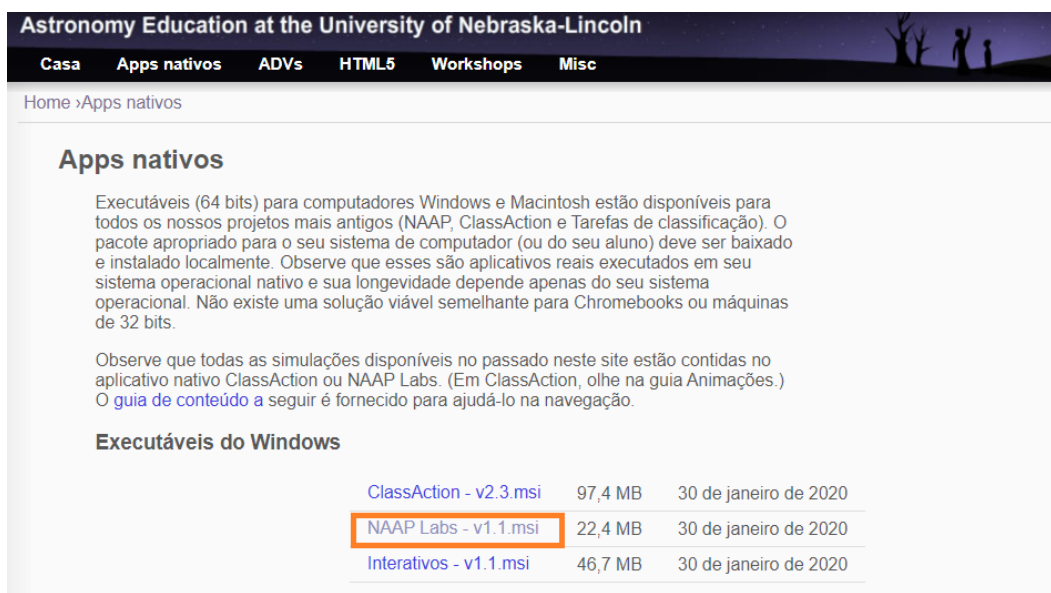 Astronomy Education at the University of Nebraska-Lincoln
Casa Apps nativos ADVs HTML5 Workshops Misc
Home ›Apps nativos
Apps nativos
Executáveis (64 bits) para computadores Windows e Macintosh estão disponíveis para
todos os nossos projetos mais antigos (NAAP, ClassAction e Tarefas de classificação). O
pacote apropriado para o seu sistema de computador (ou do seu aluno) deve ser baixado
e instalado localmente. Observe que esses são aplicativos reais executados em seu
sistema operacional nativo e sua longevidade depende apenas do seu sistema
operacional. Não existe uma solução viável semelhante para Chromebooks ou máquinas
de 32 bits.
Observe que todas as simulações disponíveis no passado neste site estão contidas no
aplicativo nativo ClassAction ou NAAP Labs. (Em ClassAction, olhe na guia Animações.)
O guia de conteúdo a seguir é fornecido para ajudá-lo na navegação.
Executáveis do Windows
ClassAction - v2.3.msi 97,4 MB 30 de janeiro de 2020
NAAP Labs - v1.1.msi 22,4 MB 30 de janeiro de 2020
Interativos - v1.1.msi 46,7 MB 30 de janeiro de 2020